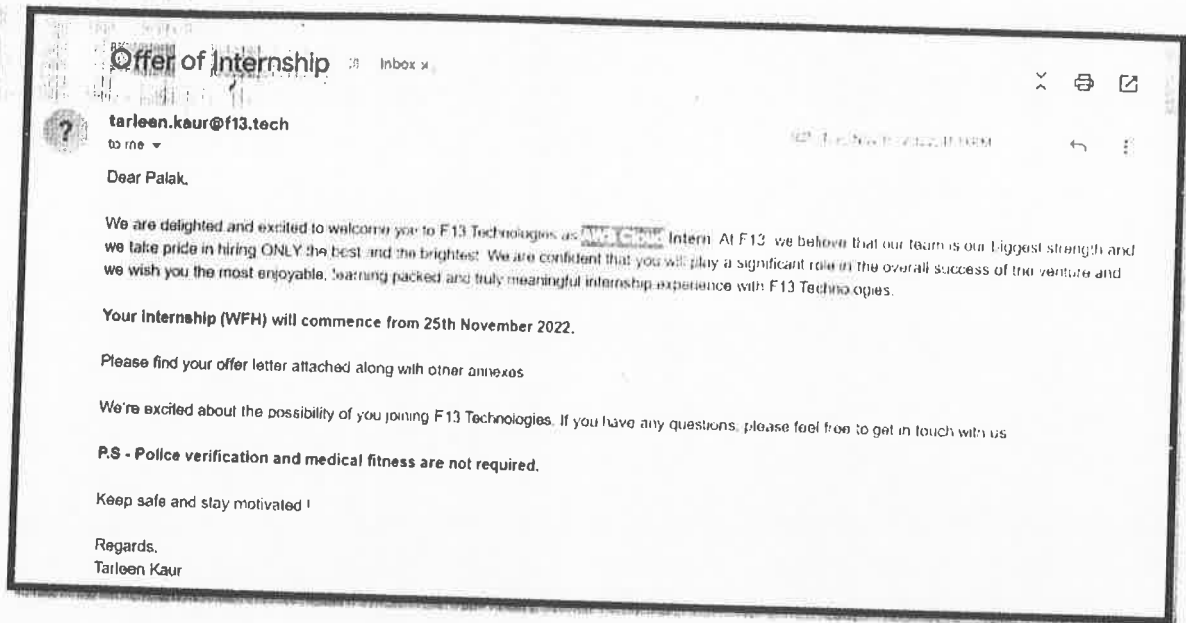 Offer of Internship Inbox x
tarleen.kaur@f13.tech
to me
Dear Palak,
We are delighted and excited to welcome you to F13 Technologies as AWS Cloud Intern. At F13, we believe that our team is our biggest strength and
we take pride in hiring ONLY the best and the brightest. We are confident that you will play a significant role in the overall success of the venture and
we wish you the most enjoyable, learning packed and truly meaningful internship experience with F13 Technologies.
Your internship (WFH) will commence from 25th November 2022.
Please find your offer letter attached along with other annexes
We're excited about the possibility of you joining F13 Technologies. If you have any questions, please feel free to get in touch with us
P.S - Police verification and medical fitness are not required.
Keep safe and stay motivated !
Regards,
Tarleen Kaur